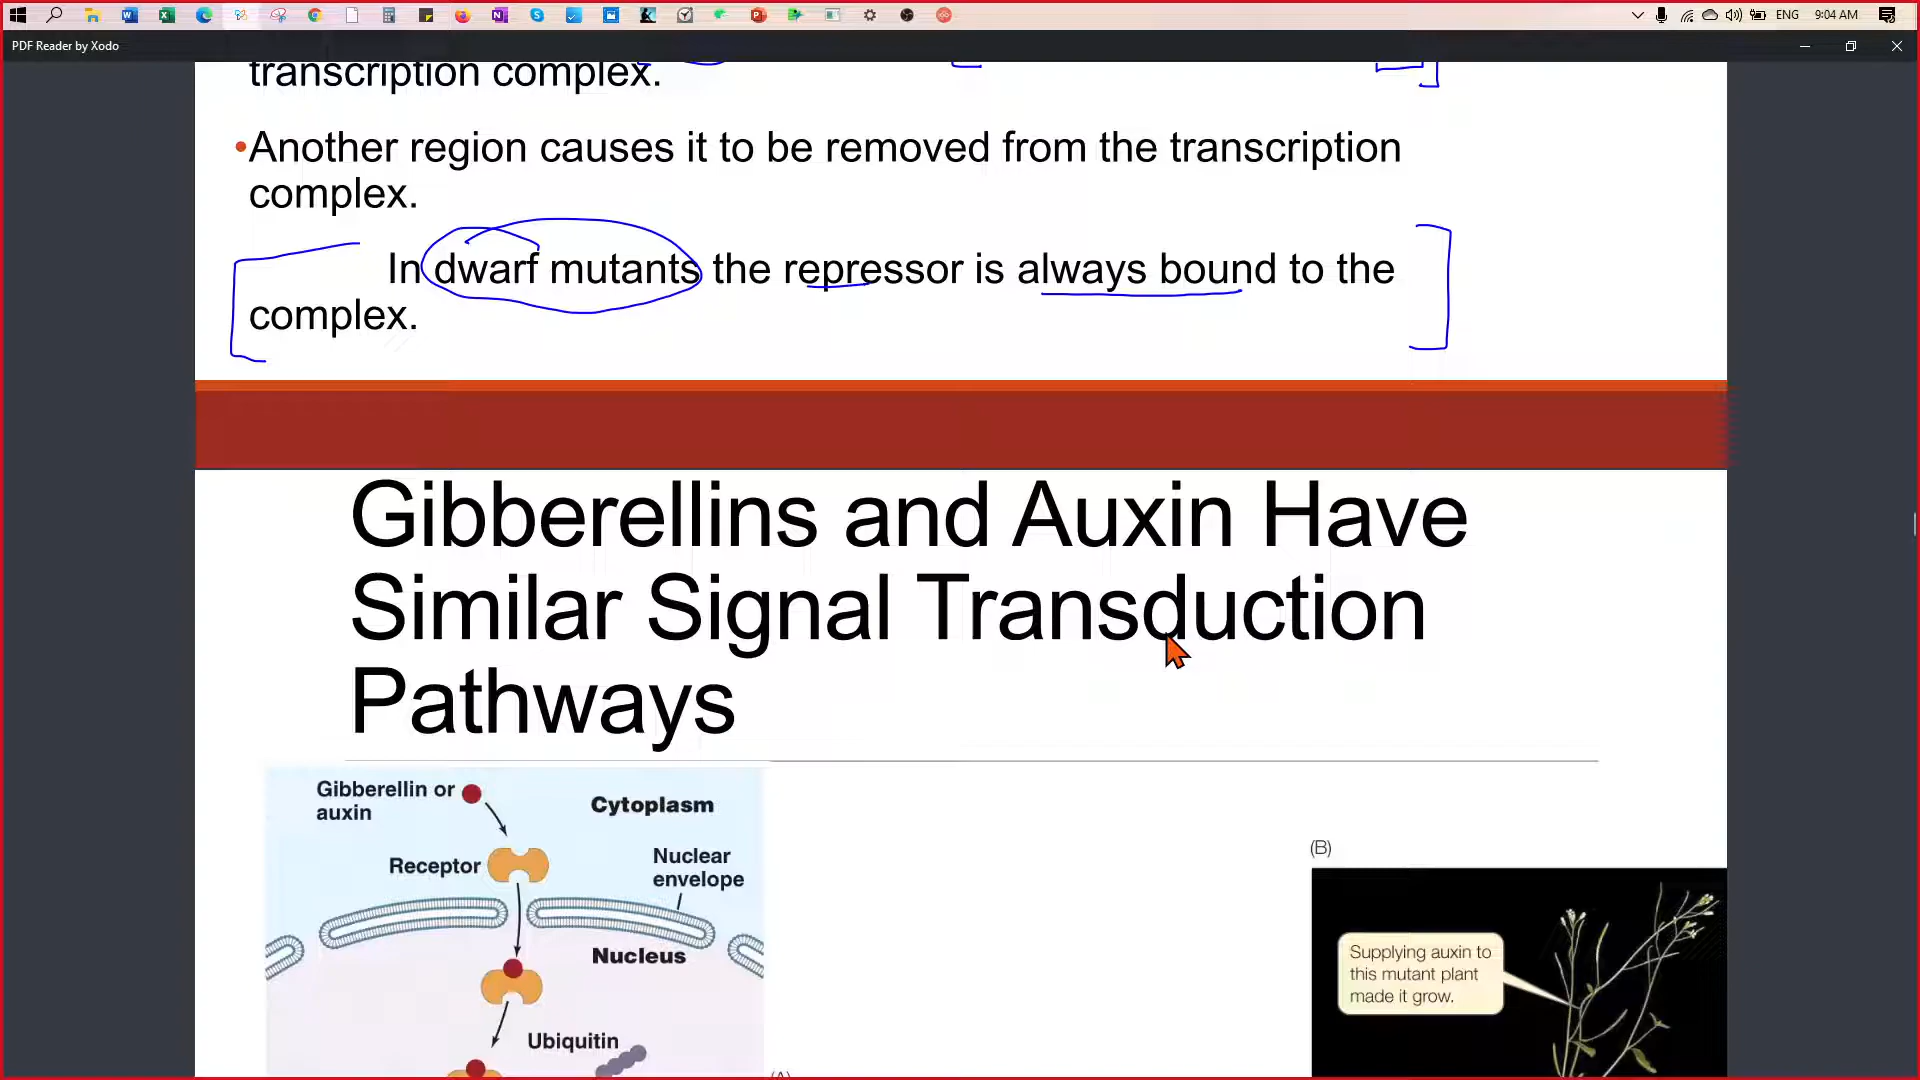 ENG 9:04 AM
PDF Reader by Xodo
transcription complex.
•Another region causes it to be removed from the transcription
complex.
In dwarf mutants the repressor is always bound to the
complex.
Gibberellins and Auxin Have
Similar Signal Transduction
Pathways
Gibberellin or
auxin
Cytoplasm
Receptor
Nuclear
envelope
Nucleus
Ubiquitin
(A)
(B)
Supplying auxin to
this mutant plant
made it grow.